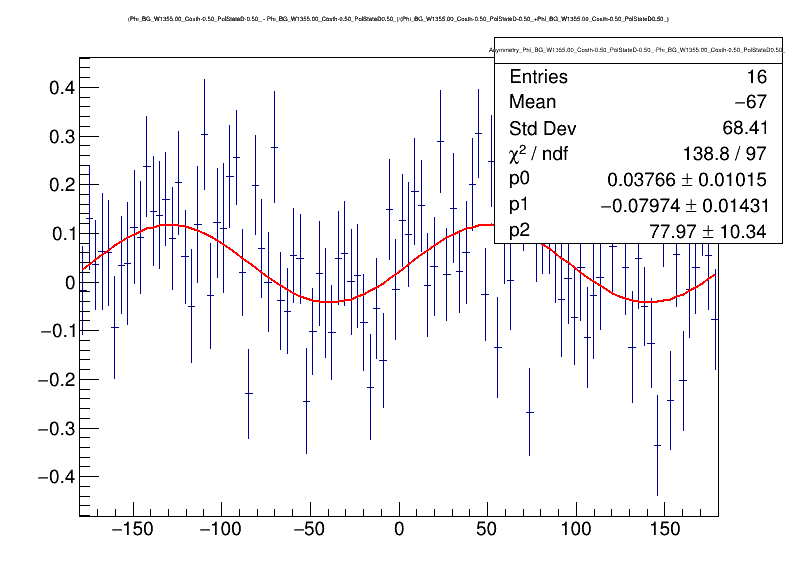 (Phi_BG_W1355.00_Costh-0.50_PolStateD-0.50_ - Phi_BG_W1355.00_Costh-0.50_PolStateD0.50_)/(Phi_BG_W1355.00_Costh-0.50_PolStateD-0.50_+Phi_BG_W1355.00_Costh-0.50_PolStateD0.50_)
Asymmetry_Phi_BG_W1355.00_Costh-0.50_PolStateD-0.50_-Phi_BG_W1355.00_Costh-0.50_PolStateD0.50_
Entries 16
Mean −67
Std Dev 68.41
χ² / ndf 138.8 / 97
p0 0.03766 ± 0.01015
p1 −0.07974 ± 0.01431
p2 77.97 ± 10.34
0.4
0.3
0.2
0.1
0
−0.1
−0.2
−0.3
−0.4
−150 −100 −50 0 50 100 150